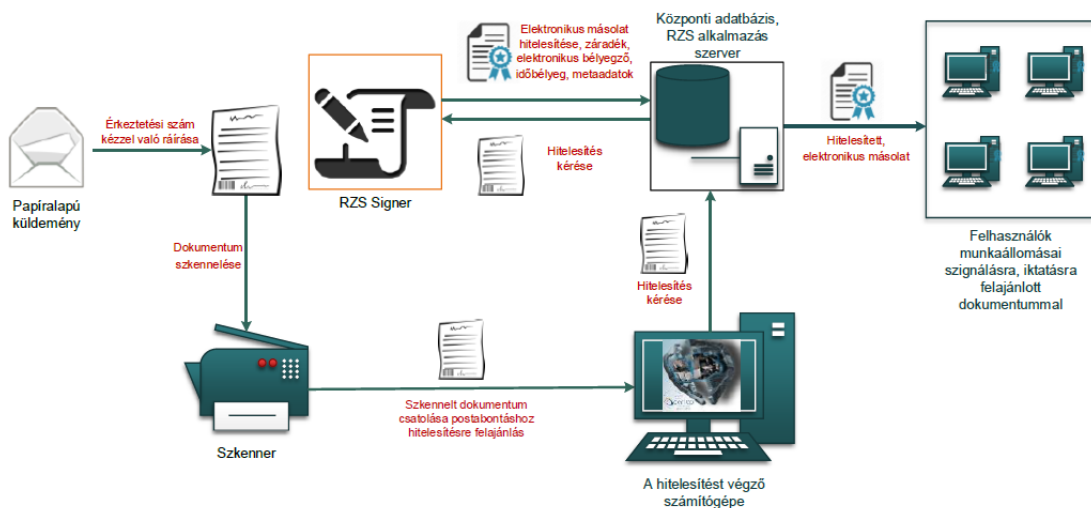 Elektronikus másolat
hitelesítése, záradék,
elektronikus bélyegző,
időbélyeg, metaadatok
Központi adatbázis,
RZS alkalmazás
szerver
Érkeztetési szám
kézzel való ráírása
Hitelesítés
kérése
Hitelesített,
elektronikus másolat
Papíralapú
küldemény
RZS Signer
Dokumentum
szkennelése
Hitelesítés
kérése
Felhasználók
munkaállomásai
szignálásra, iktatásra
felajánlott
dokumentummal
Szkennelt dokumentum
csatolása postabontáshoz
hitelesítésre felajánlás
Szkenner
A hitelesítést végző
számítógépe